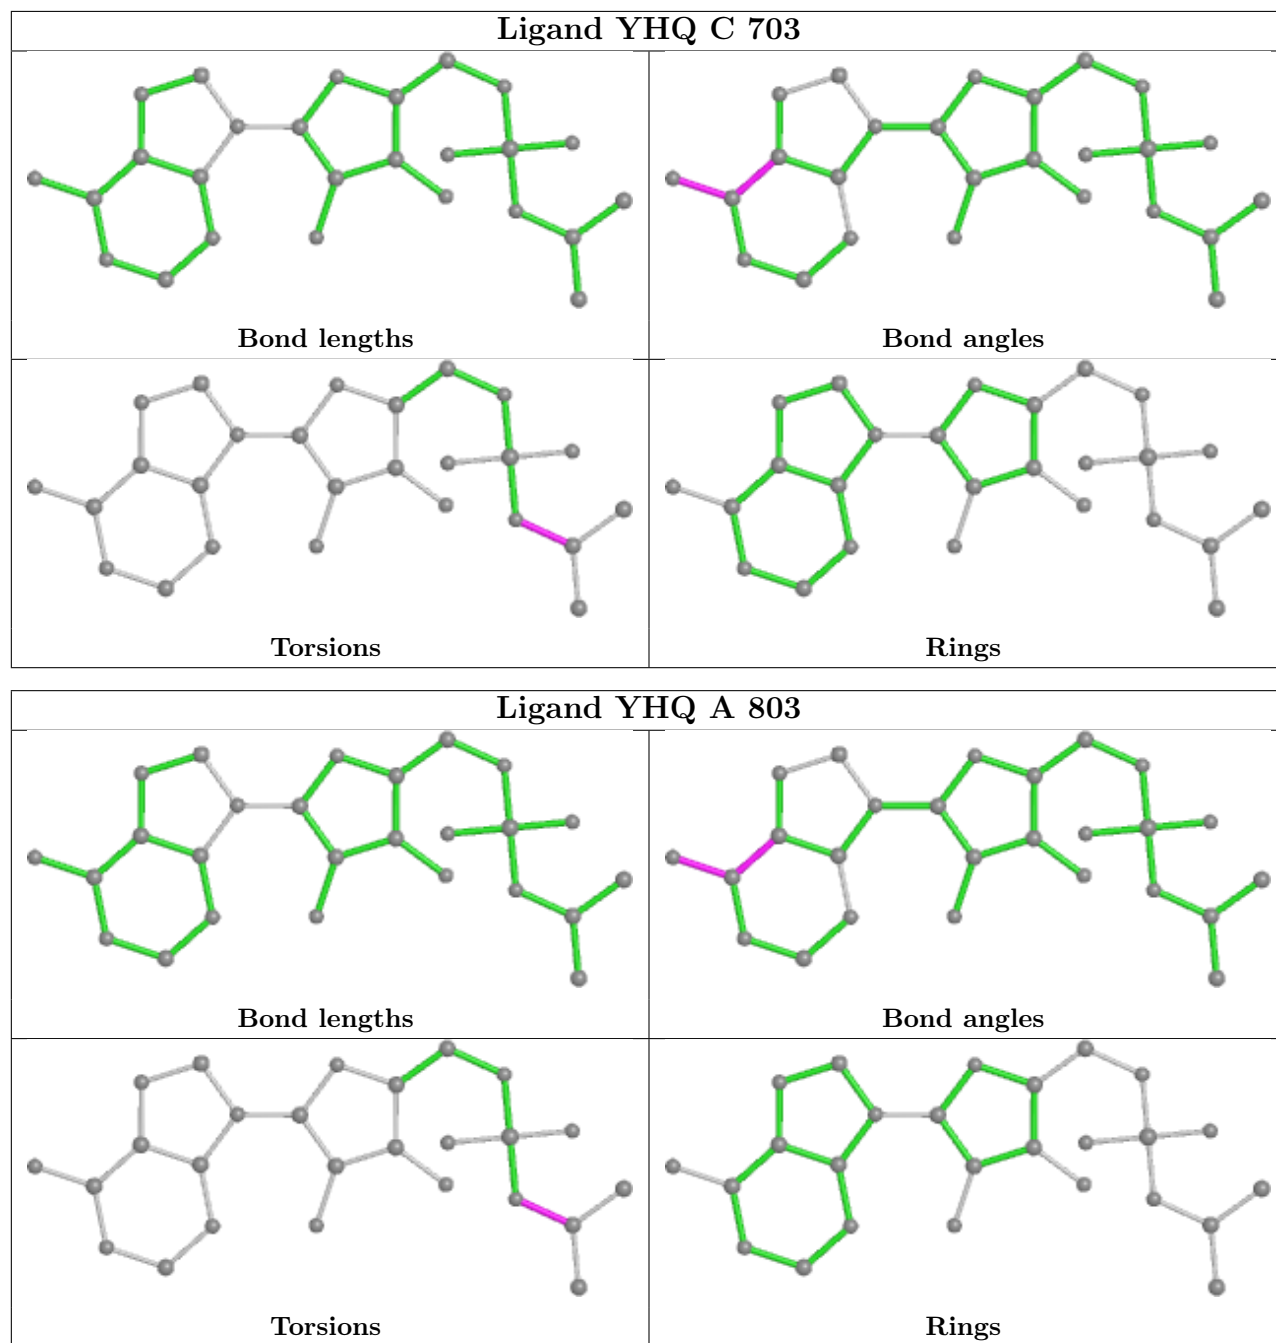 Ligand YHQ C 703
Bond lengths
Bond angles
Torsions
Rings
Ligand YHQ A 803
Bond lengths
Bond angles
Torsions
Rings